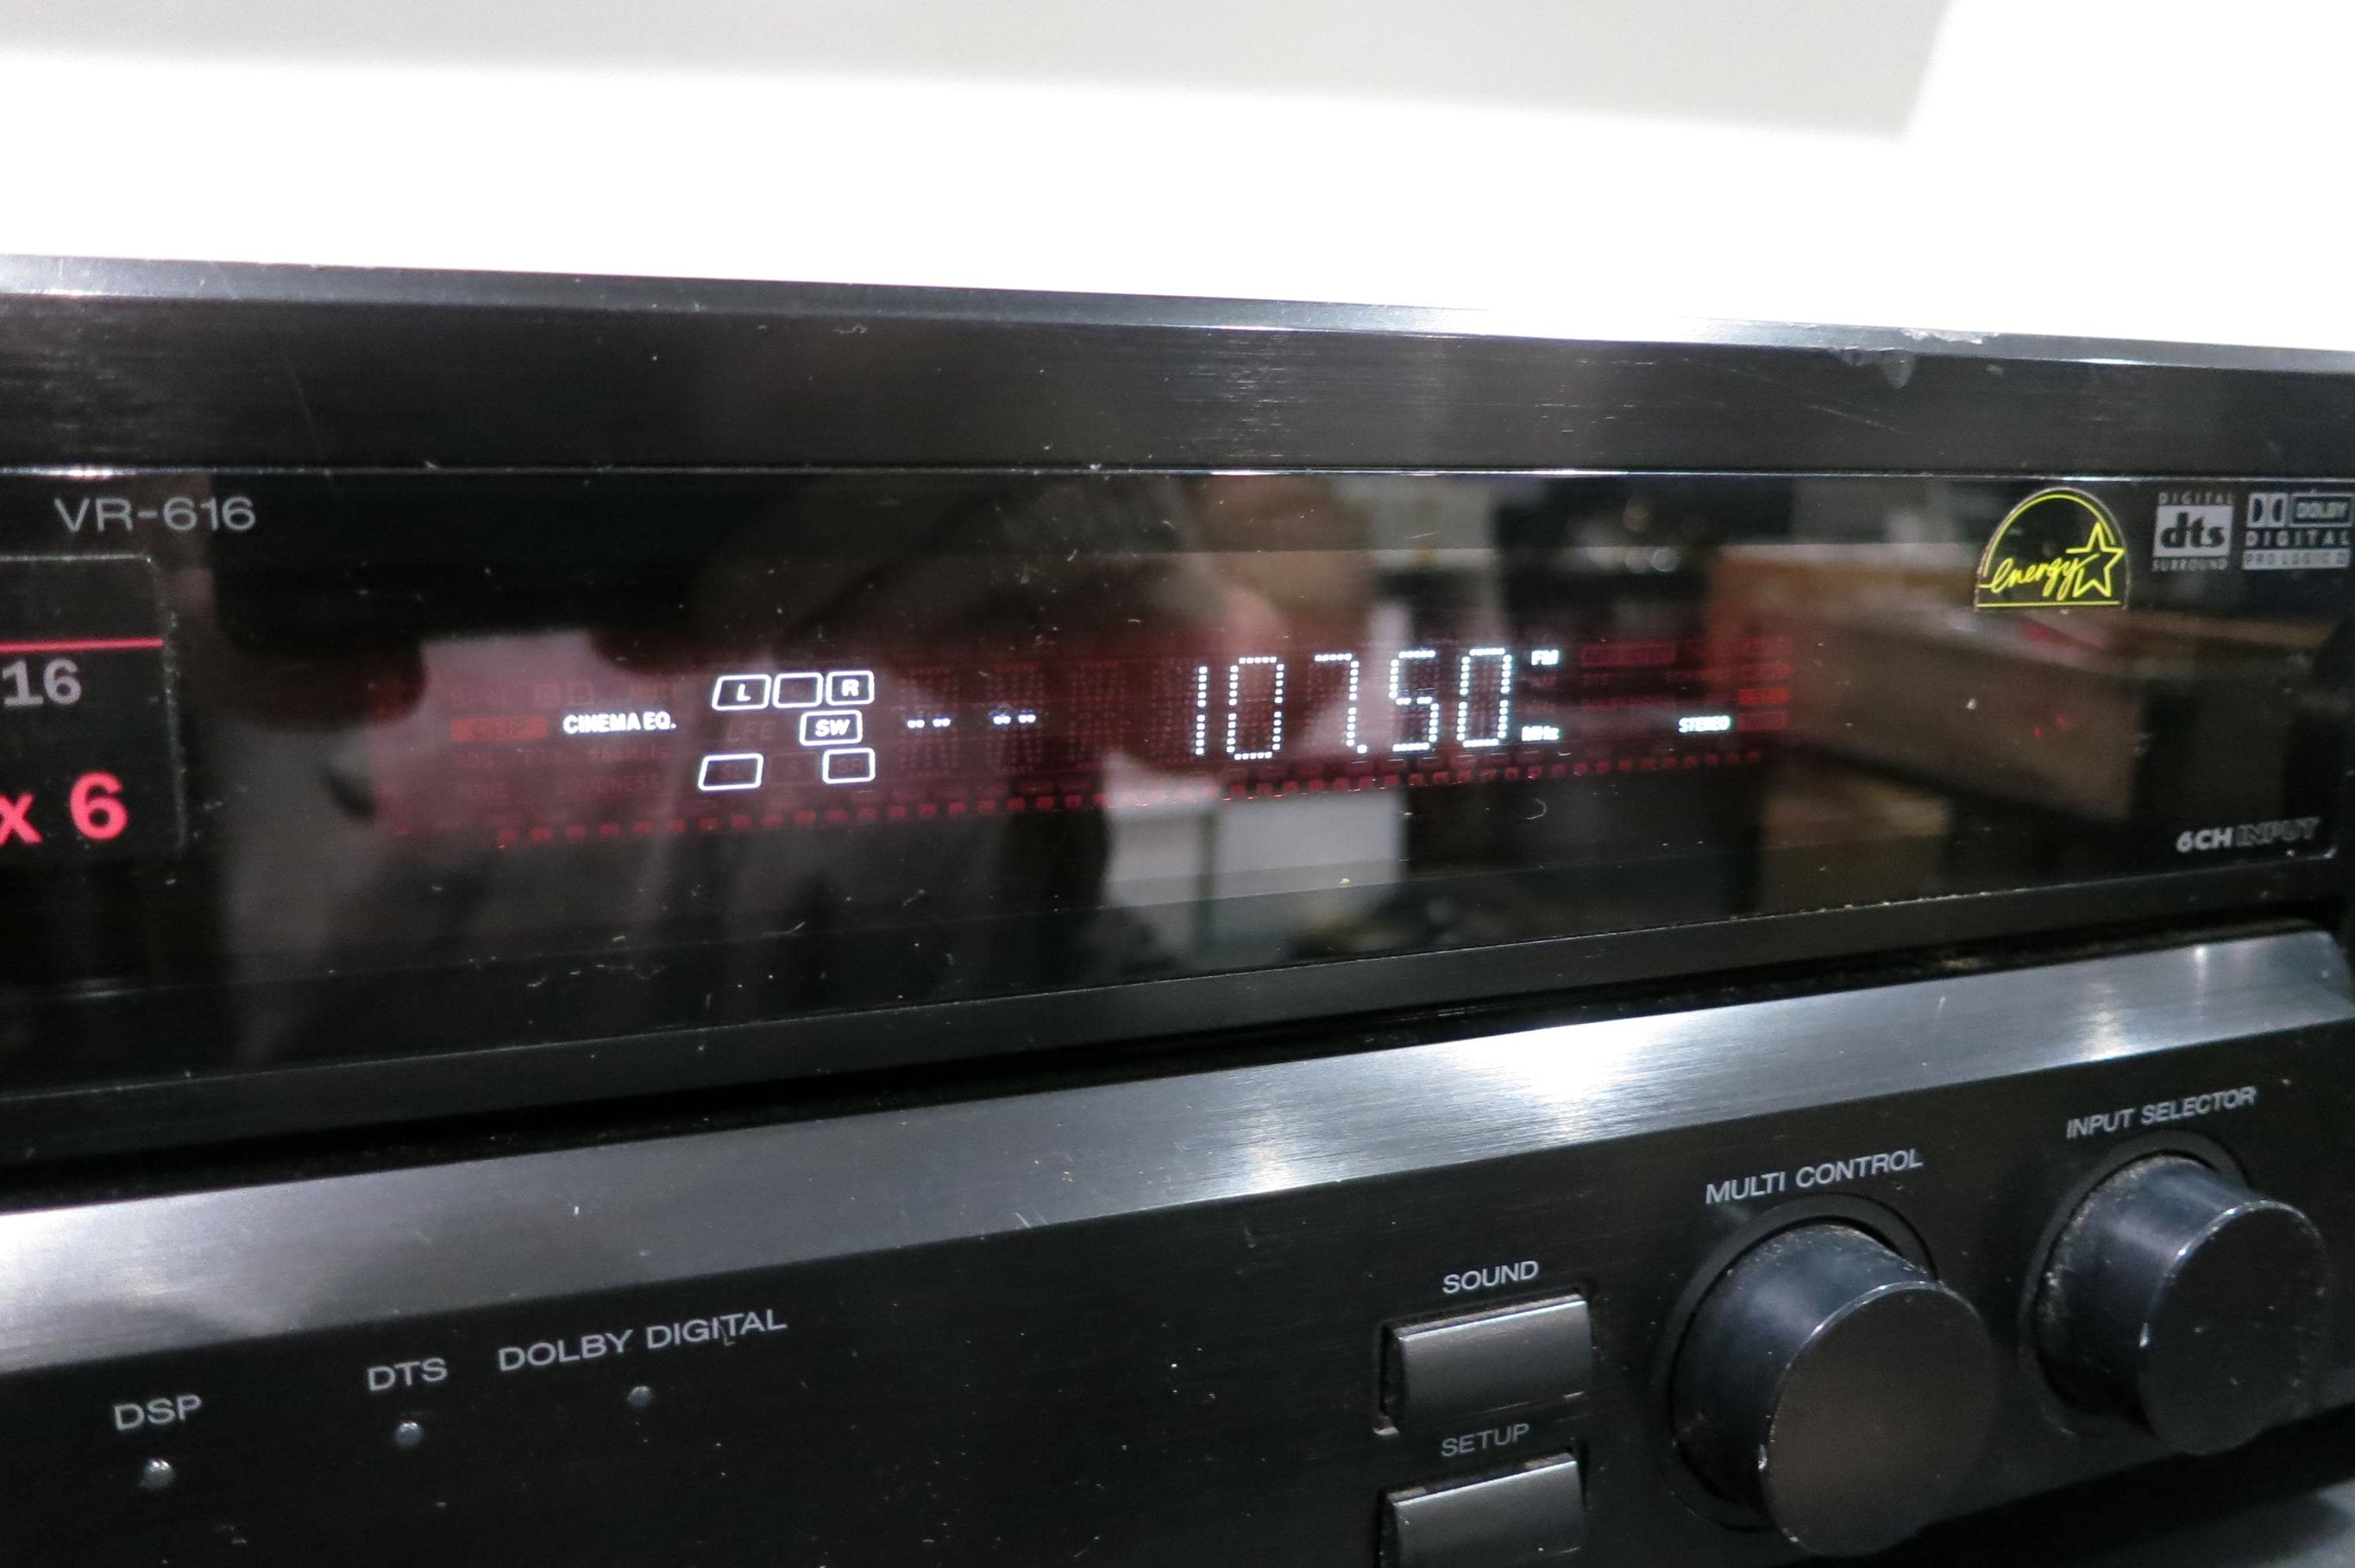 VR-616
16
x 6
CINEMA EQ.
L R
SW
-- --
107.50
FM
MHz
STEREO
energy
DIGITAL
dts
SURROUND
DOLBY
DIGITAL
PRO LOGIC II
6CH INPUT
INPUT SELECTOR
MULTI CONTROL
SOUND
SETUP
DOLBY DIGITAL
DTS
DSP